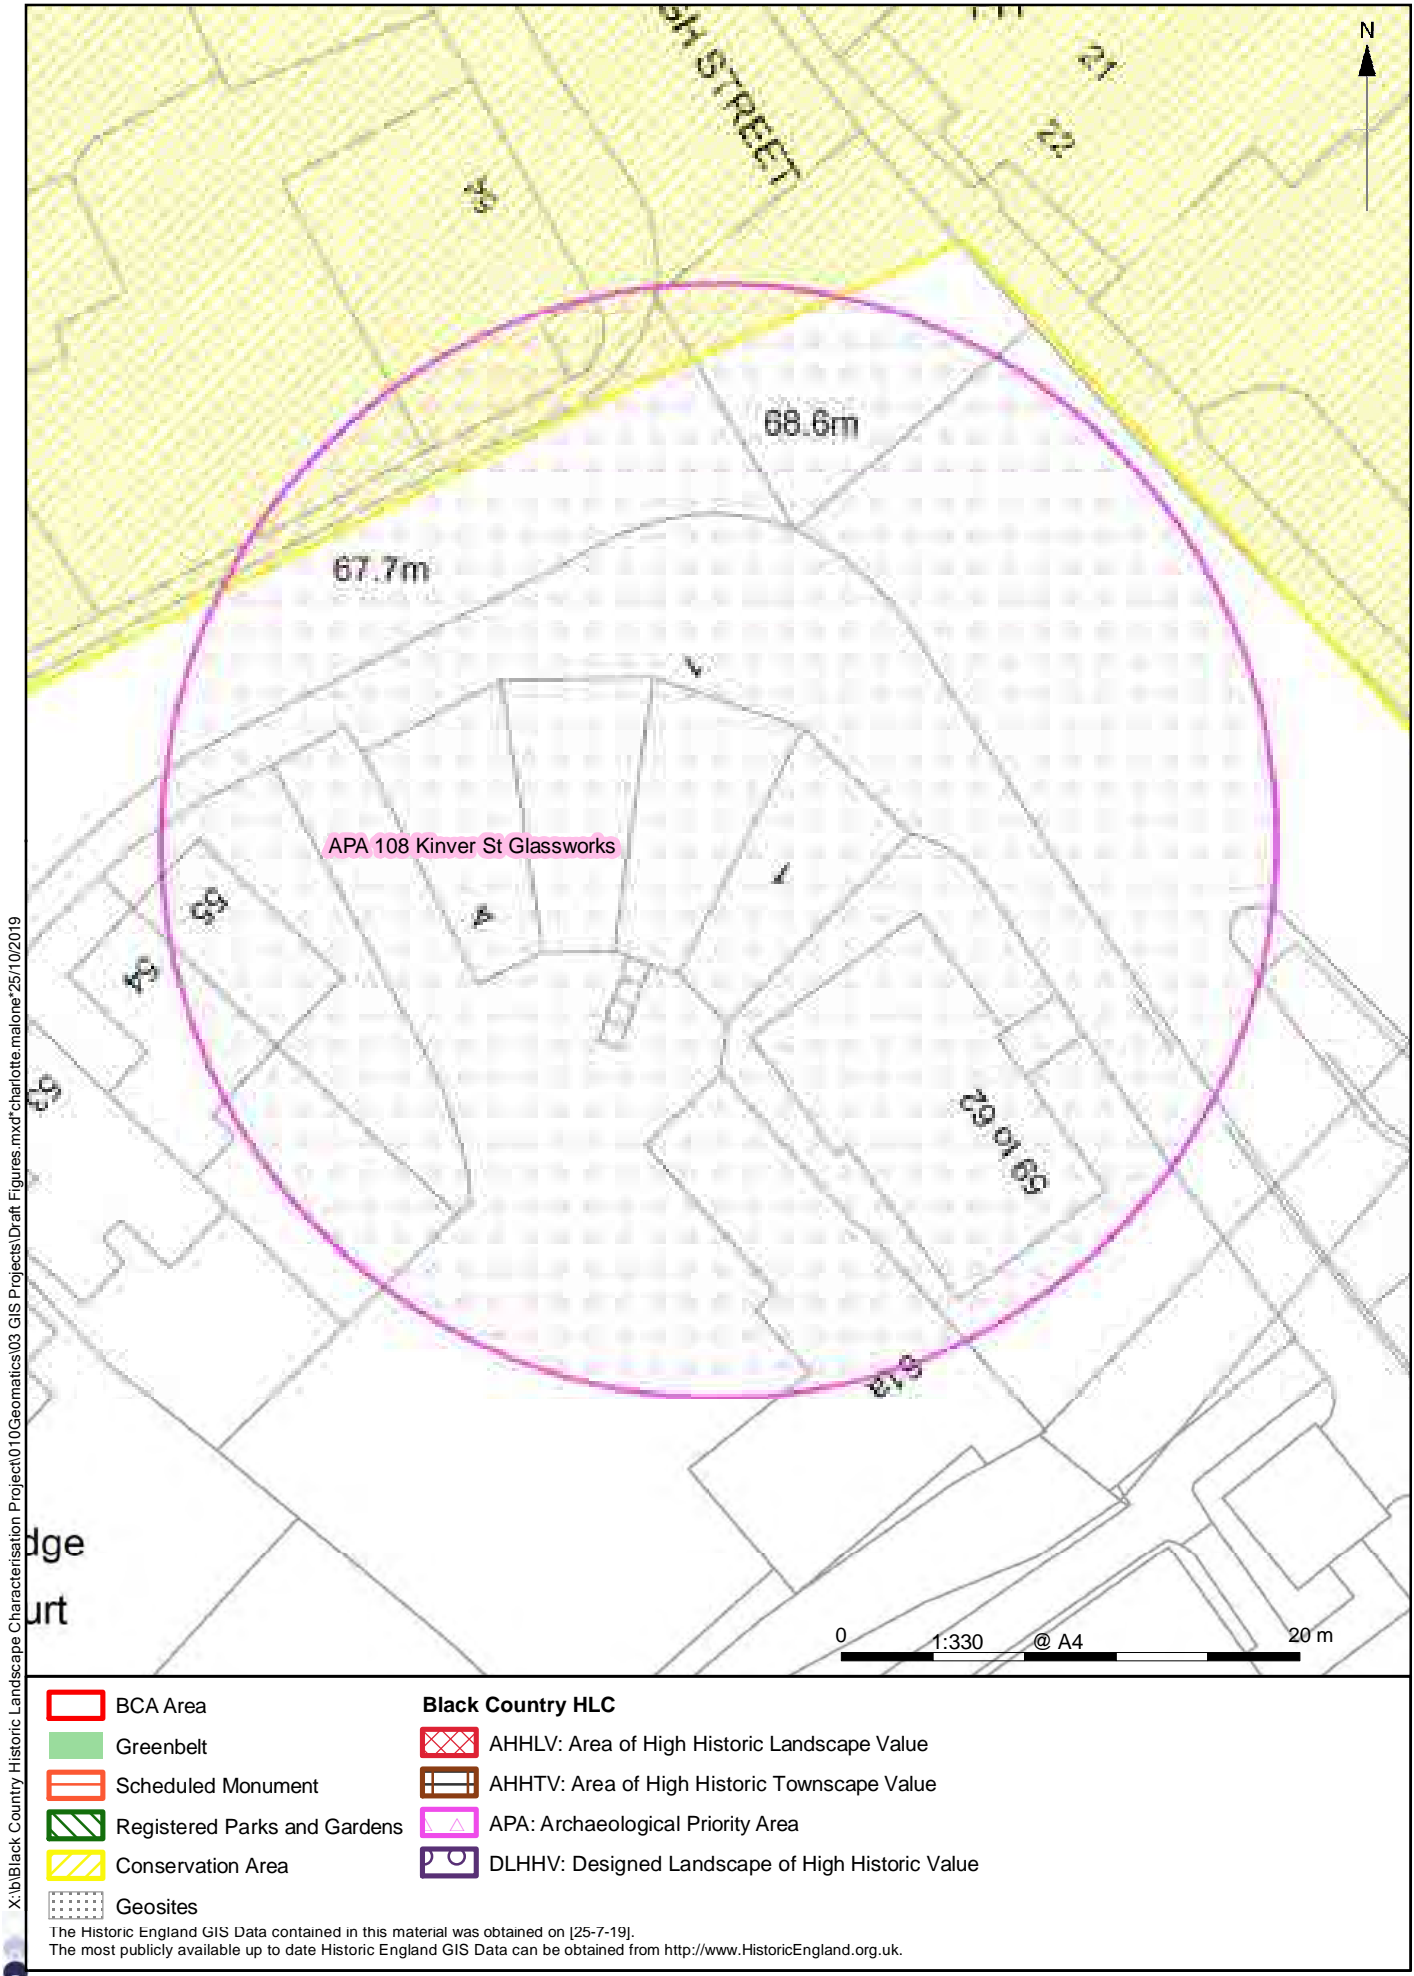 GH STREET
21
22
N
68.6m
67.7m
1
APA 108 Kinver St Glassworks
4
55
54
53
59 to 62
61a
dge
urt
0
1:330 @ A4
20 m
X:\b\Black Country Historic Landscape Characterisation Project\010Geomatics\03 GIS Projects\Draft Figures.mxd*charlotte.malone*25/10/2019
BCA Area
Greenbelt
Scheduled Monument
Registered Parks and Gardens
Conservation Area
Geosites
Black Country HLC
AHHLV: Area of High Historic Landscape Value
AHHTV: Area of High Historic Townscape Value
APA: Archaeological Priority Area
DLHHV: Designed Landscape of High Historic Value
The Historic England GIS Data contained in this material was obtained on [25-7-19].
The most publicly available up to date Historic England GIS Data can be obtained from http://www.HistoricEngland.org.uk.